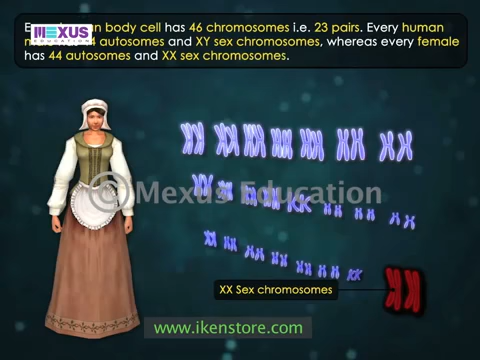 MEXUS
EDUCATION
body cell has 46 chromosomes i.e. 23 pairs. Every human
autosomes and XY sex chromosomes, whereas every female
has 44 autosomes and XX sex chromosomes.
© Mexus Education
XX Sex chromosomes
www.ikenstore.com